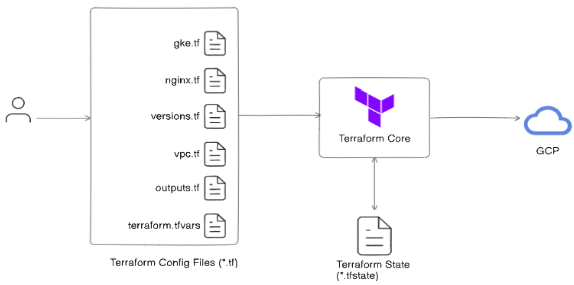 gke.tf
nginx.tf
versions.tf
vpc.tf
outputs.tf
terraform.tfvars
Terraform Config Files (*.tf)
Terraform Core
Terraform State
(*.tfstate)
GCP